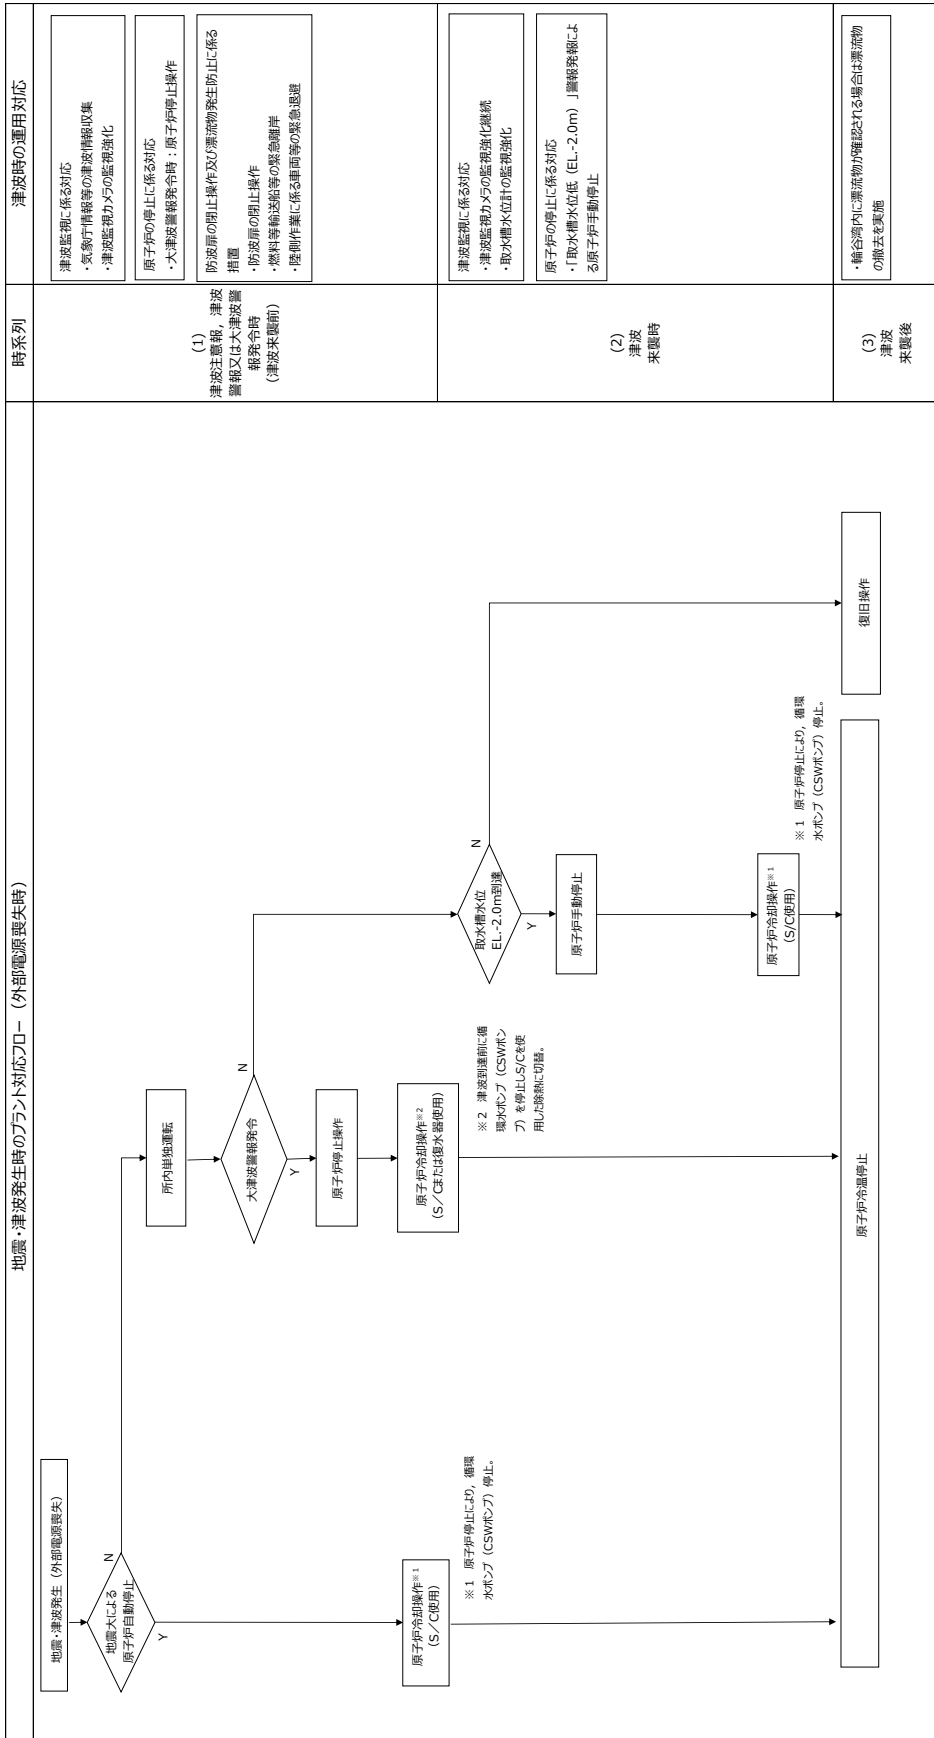 地震・津波発生時のプラント対応フロー（外部電源喪失時）
時系列
津波時の運用対応
地震・津波発生（外部電源喪失）
地震大による
原子炉自動停止
N
Y
所内単独運転
大津波警報発令
N
Y
原子炉停止操作
原子炉冷却操作※1
（S／C使用）
※１ 原子炉停止により，循環
水ポンプ（CSWポンプ）停止。
原子炉冷却操作※2
（S／Cまたは復水器使用）
※２ 津波到達前に循
環水ポンプ（CSWポン
プ）を停止しS/Cを使
用した除熱に切替。
取水槽水位
EL.-2.0m到達
N
Y
原子炉手動停止
原子炉冷却操作※1
（S/C使用）
※１ 原子炉停止により，循環
水ポンプ（CSWポンプ）停止。
原子炉冷温停止
復旧操作
(1)
津波注意報，津波
警報又は大津波警
報発令時
（津波来襲前）
津波監視に係る対応
・気象庁情報等の津波情報収集
・津波監視カメラの監視強化
原子炉の停止に係る対応
・大津波警報発令時：原子炉停止操作
防波扉の閉止操作及び漂流物発生防止に係る
措置
・防波扉の閉止操作
・燃料等輸送船等の緊急離岸
・陸側作業に係る車両等の緊急退避
(2)
津波
来襲時
津波監視に係る対応
・津波監視カメラの監視強化継続
・取水槽水位計の監視強化
原子炉の停止に係る対応
・「取水槽水位低（EL.-2.0m）」警報発報によ
る原子炉手動停止
(3)
津波
来襲後
・輪谷湾内に漂流物が確認される場合は漂流物
の撤去を実施